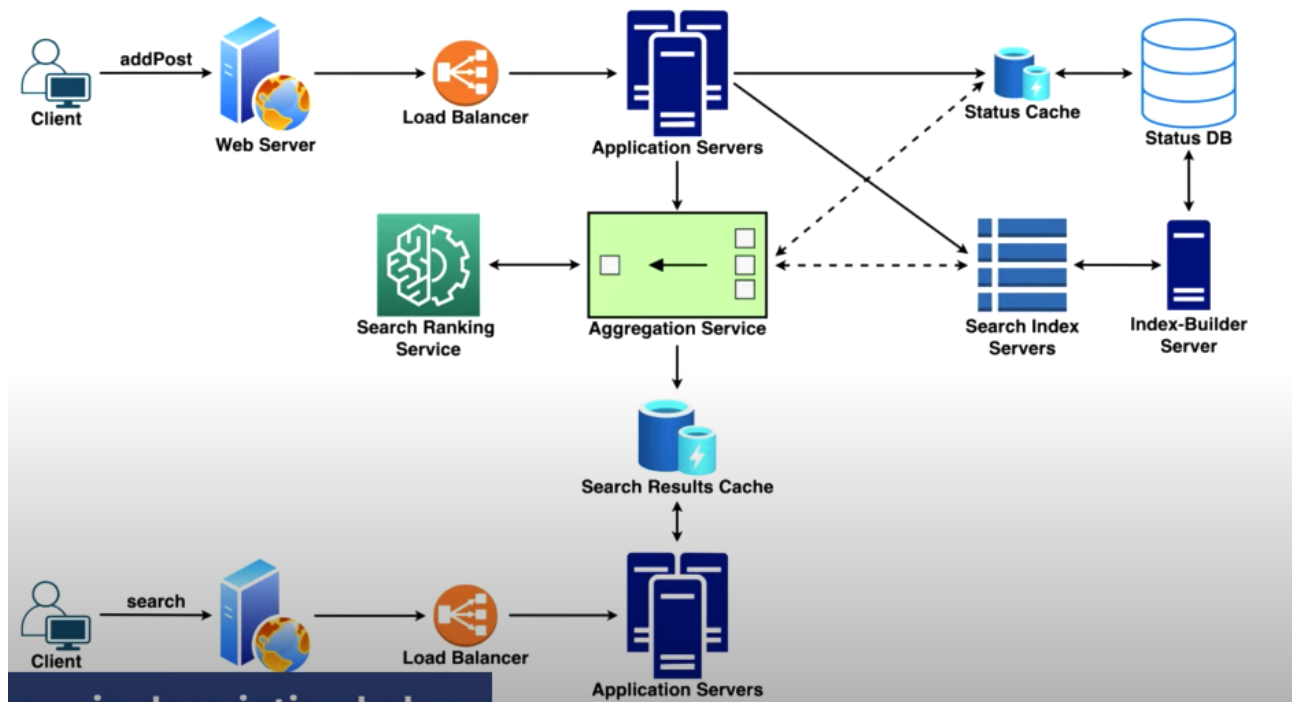 addPost
Client
Web Server
Load Balancer
Application Servers
Status Cache
Status DB
Search Ranking
Service
Aggregation Service
Search Index
Servers
Index-Builder
Server
Search Results Cache
search
Client
Load Balancer
Application Servers